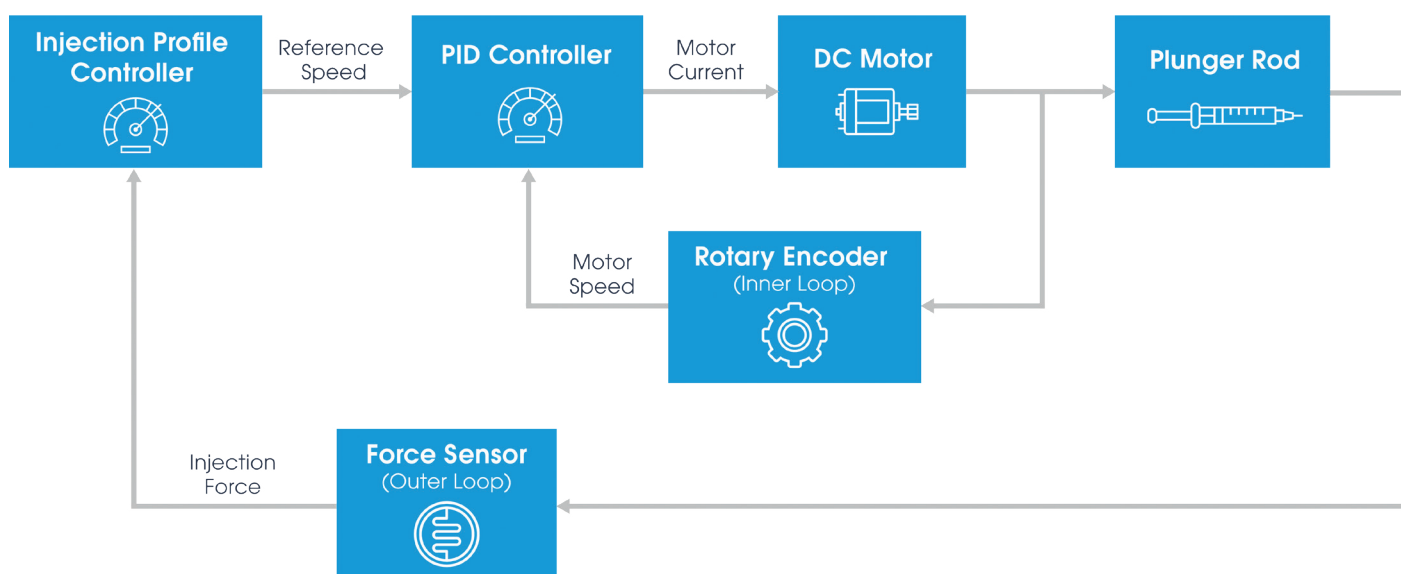 Injection Profile
Controller
Reference
Speed
PID Controller
Motor
Current
DC Motor
Plunger Rod
Motor
Speed
Rotary Encoder
(Inner Loop)
Injection
Force
Force Sensor
(Outer Loop)